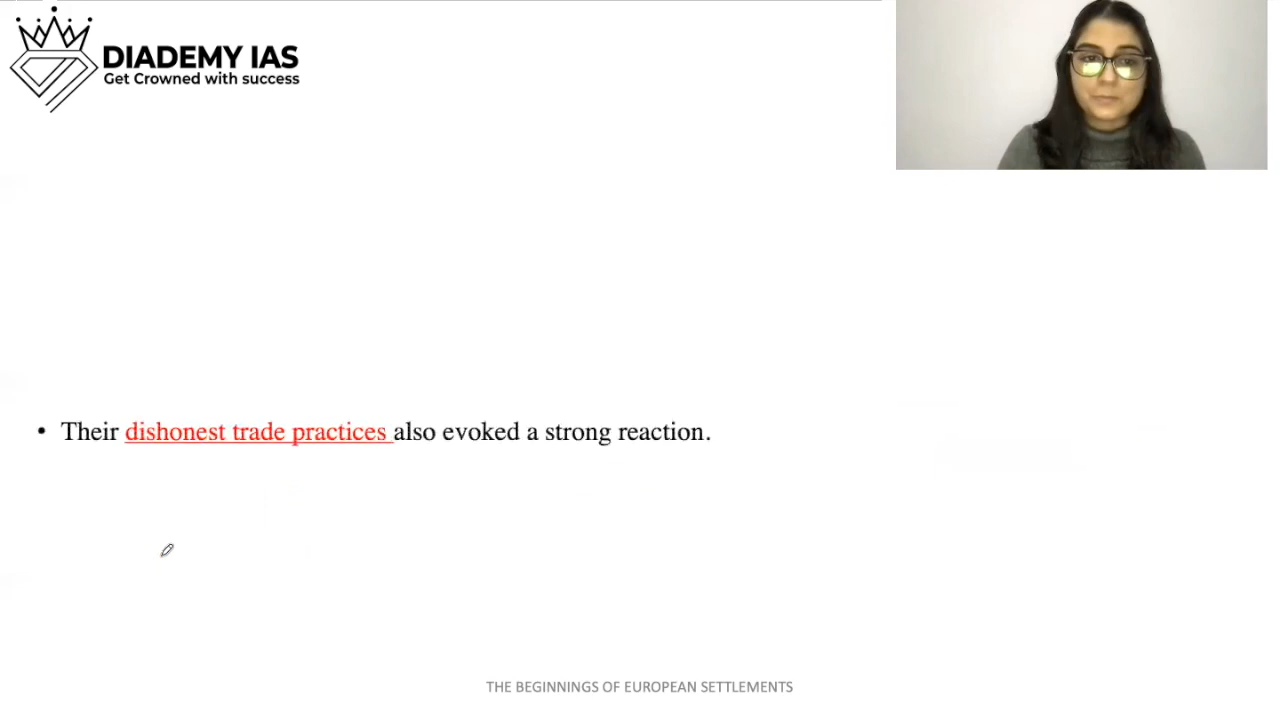 DIADEMY IAS
Get Crowned with success
• Their dishonest trade practices also evoked a strong reaction.
THE BEGINNINGS OF EUROPEAN SETTLEMENTS